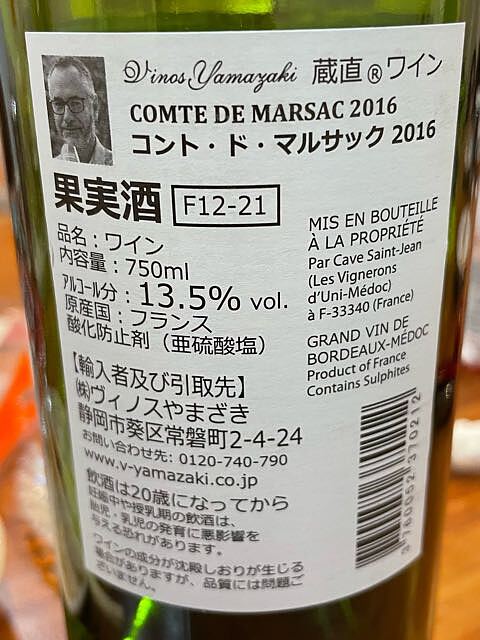 Vinos Yamazaki 蔵直®ワイン
COMTE DE MARSAC 2016
コント・ド・マルサック 2016
果実酒 F12-21
品名：ワイン
内容量：750ml
アルコール分：13.5% vol.
原産国：フランス
酸化防止剤（亜硫酸塩）
MIS EN BOUTEILLE
À LA PROPRIÉTÉ
Par Cave Saint-Jean
(Les Vignerons
d'Uni-Médoc)
à F-33340 (France)
GRAND VIN DE
BORDEAUX-MÉDOC
Product of France
Contains Sulphites
【輸入者及び引取先】
㈱ヴィノスやまざき
静岡市葵区常磐町2-4-24
お問い合わせ先：0120-740-790
www.v-yamazaki.co.jp
飲酒は20歳になってから
妊娠中や授乳期の飲酒は、
胎児・乳児の発育に悪影響を
与える恐れがあります。
ワインの成分が沈殿しおりが生じる
場合がありますが、品質には問題ご
ざいません。
3760052370212